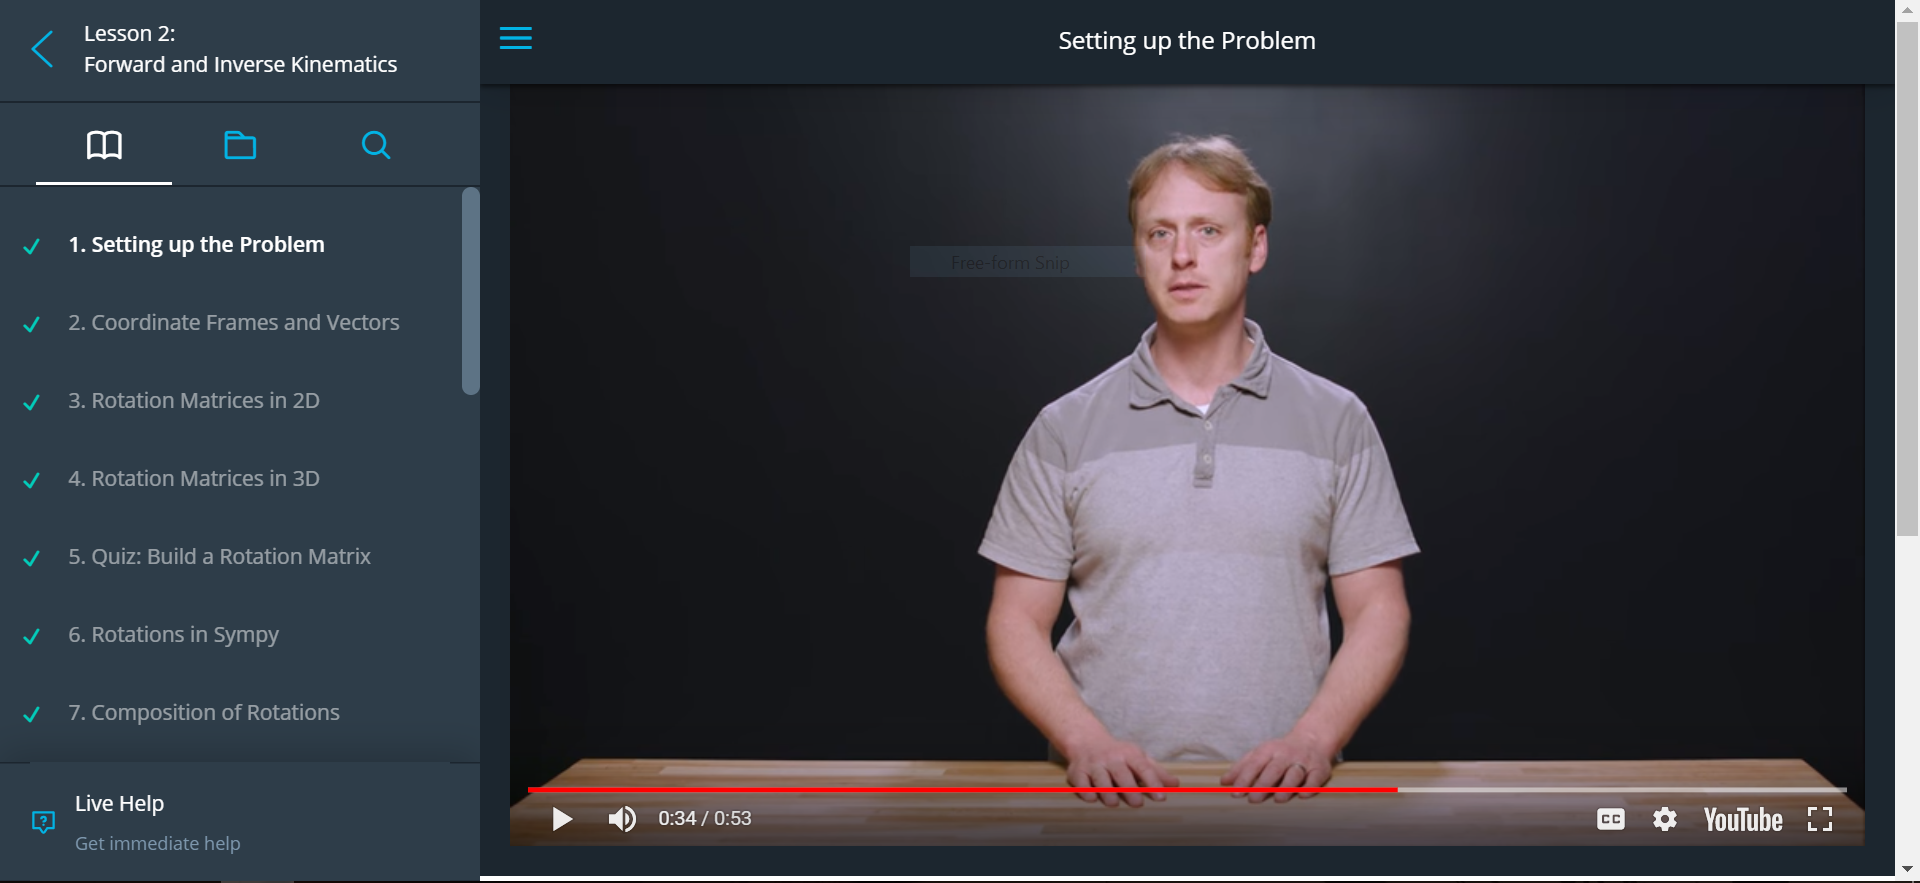 Lesson 2:
Forward and Inverse Kinematics
1. Setting up the Problem
2. Coordinate Frames and Vectors
3. Rotation Matrices in 2D
4. Rotation Matrices in 3D
5. Quiz: Build a Rotation Matrix
6. Rotations in Sympy
7. Composition of Rotations
Live Help
Get immediate help
Setting up the Problem
Free-form Snip
0:34 / 0:53
CC
YouTube